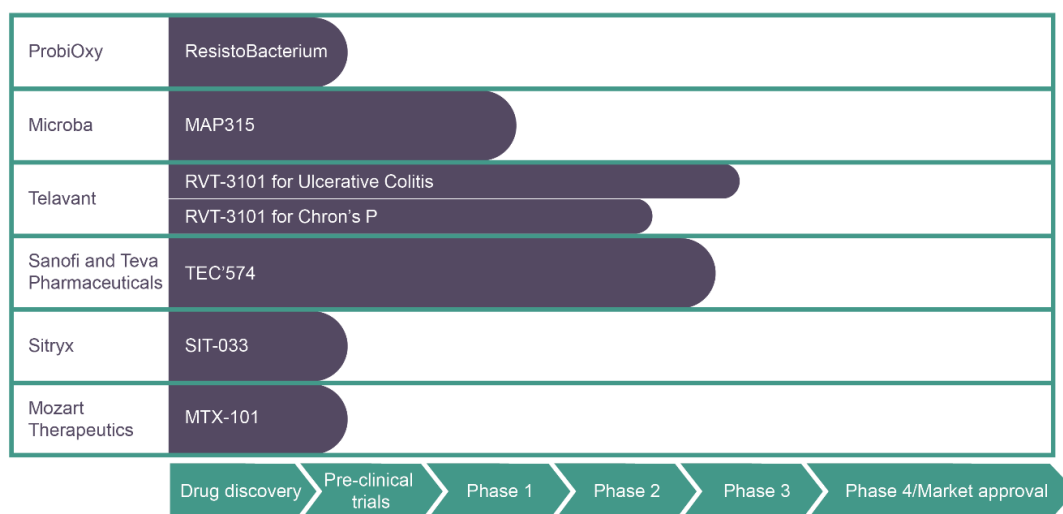 ProbiOxy
ResistoBacterium
Microba
MAP315
Telavant
RVT-3101 for Ulcerative Colitis
RVT-3101 for Chron's P
Sanofi and Teva
Pharmaceuticals
TEC'574
Sitryx
SIT-033
Mozart
Therapeutics
MTX-101
Drug discovery
Pre-clinical
trials
Phase 1
Phase 2
Phase 3
Phase 4/Market approval